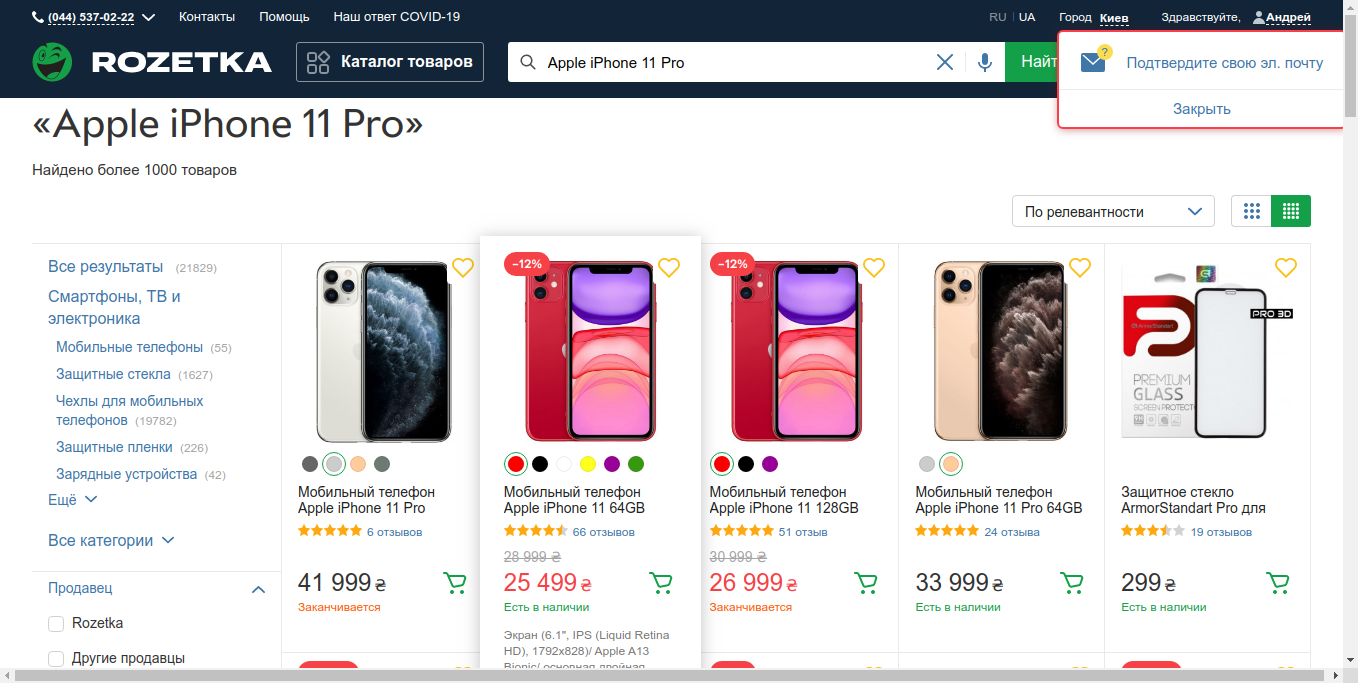 (044) 537-02-22
Контакты
Помощь
Наш ответ COVID-19
RU
UA
Город
Киев
Здравствуйте,
Андрей
ROZETKA
Каталог товаров
Apple iPhone 11 Pro
Найт
?
Подтвердите свою эл. почту
Закрыть
«Apple iPhone 11 Pro»
Найдено более 1000 товаров
По релевантности
Все результаты (21829)
Смартфоны, ТВ и
электроника
Мобильные телефоны (55)
Защитные стекла (1627)
Чехлы для мобильных
телефонов (19782)
Защитные пленки (226)
Зарядные устройства (42)
Ещё
Все категории
Продавец
Rozetka
Другие продавцы
Мобильный телефон
Apple iPhone 11 Pro
6 отзывов
41 999 ₴
Заканчивается
−12%
Мобильный телефон
Apple iPhone 11 64GB
66 отзывов
28 999 ₴
25 499 ₴
Есть в наличии
Экран (6.1", IPS (Liquid Retina
HD), 1792x828)/ Apple A13
Bionic/ основная двойная
−12%
Мобильный телефон
Apple iPhone 11 128GB
51 отзыв
30 999 ₴
26 999 ₴
Заканчивается
Мобильный телефон
Apple iPhone 11 Pro 64GB
24 отзыва
33 999 ₴
Есть в наличии
PRO 3D
ArmorStandart
PREMIUM
GLASS
SCREEN PROTECT
Защитное стекло
ArmorStandart Pro для
19 отзывов
299 ₴
Есть в наличии